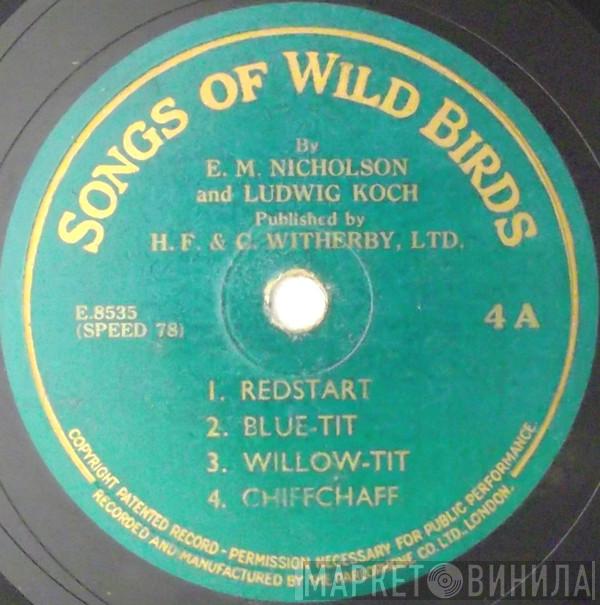 SONGS OF WILD BIRDS
By
E. M. NICHOLSON
and LUDWIG KOCH
Published by
H. F. & C. WITHERBY, LTD.
E.8535
(SPEED 78)
4 A
1. REDSTART
2. BLUE-TIT
3. WILLOW-TIT
4. CHIFFCHAFF
COPYRIGHT PATENTED RECORD - PERMISSION NECESSARY FOR PUBLIC PERFORMANCE.
RECORDED AND MANUFACTURED BY THE PARLOPHONE CO. LTD., LONDON.
МАРКЕТ ВИНИЛА